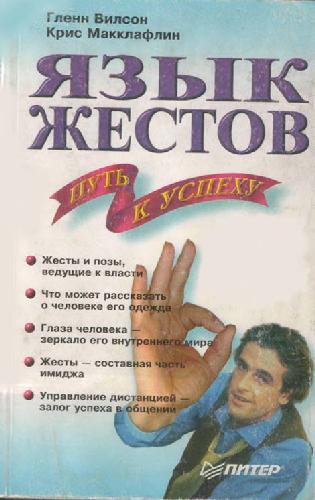 Гленн Вилсон
Крис Макклафлин
ЯЗЫК
ЖЕСТОВ
ПУТЬ К УСПЕХУ
Жесты и позы,
ведущие к власти
Что может рассказать
о человеке его одежда
Глаза человека —
зеркало его внутреннего мира
Жесты — составная часть
имиджа
Управление дистанцией —
залог успеха в общении
ПИТЕР